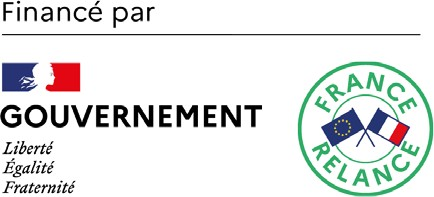 Financé par
GOUVERNEMENT
Liberté
Égalité
Fraternité
FRANCE
RELANCE